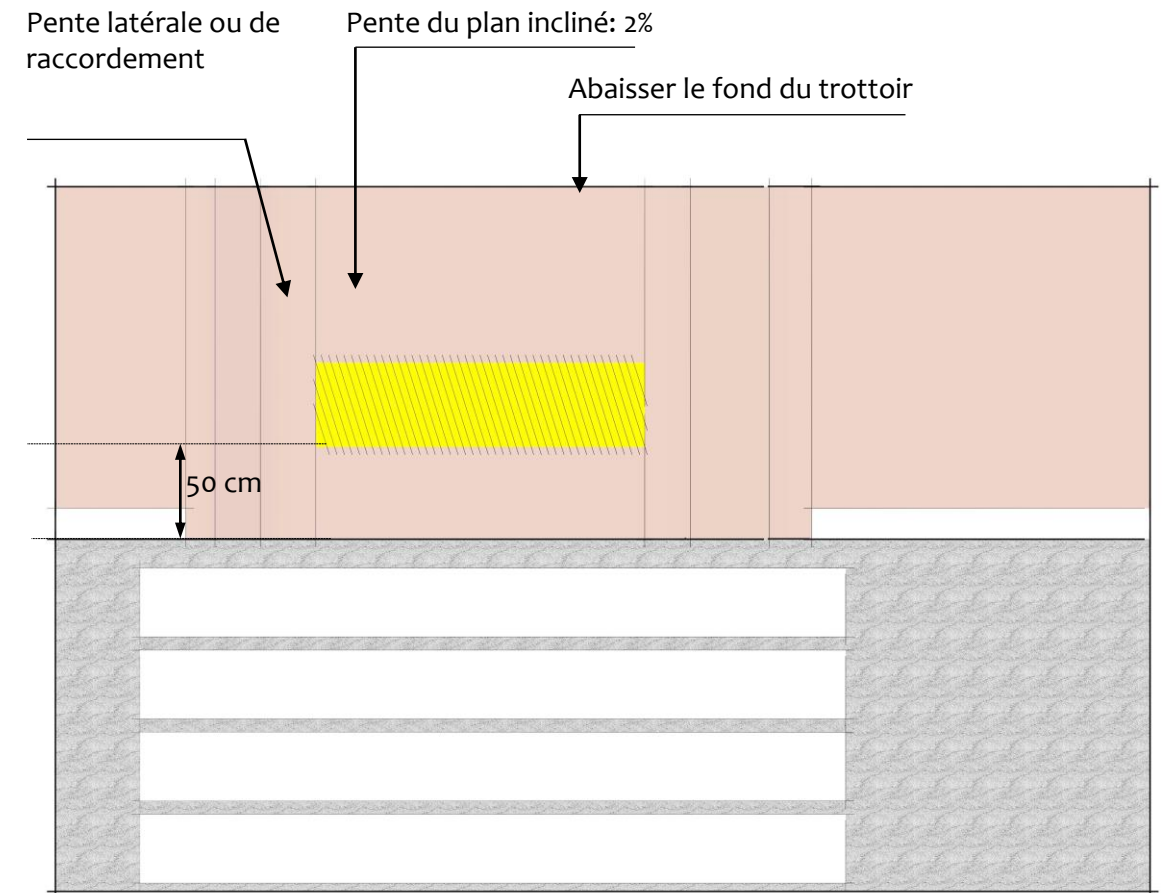 Pente latérale ou de
raccordement
Pente du plan incliné: 2%
Abaisser le fond du trottoir
50 cm